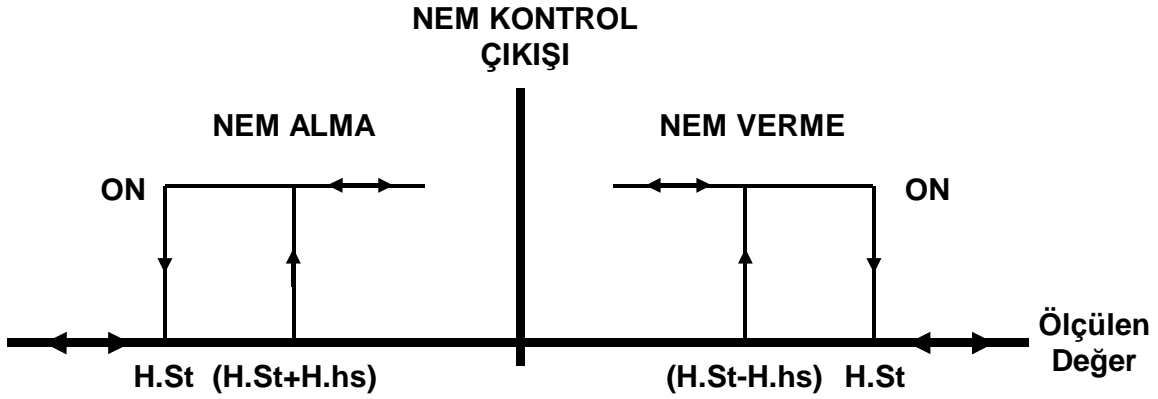 NEM KONTROL
ÇIKIŞI
NEM ALMA
NEM VERME
ON
ON
Ölçülen
Değer
H.St (H.St+H.hs)
(H.St-H.hs) H.St